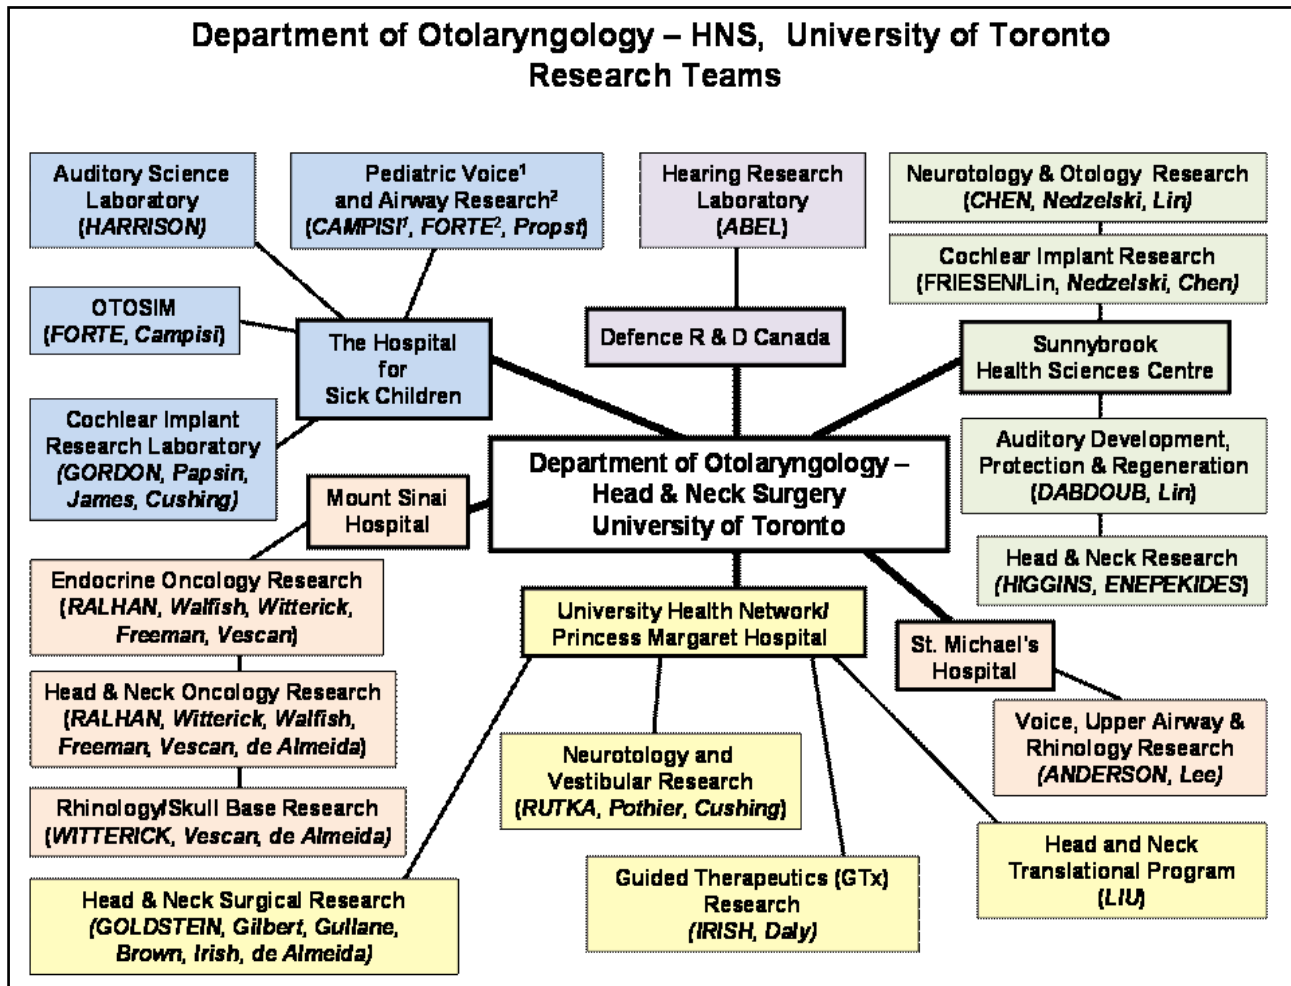 Department of Otolaryngology – HNS, University of Toronto
Research Teams
Auditory Science
Laboratory
(HARRISON)
Pediatric Voice¹
and Airway Research²
(CAMPISI¹, FORTE², Propst)
Hearing Research
Laboratory
(ABEL)
Neurotology & Otology Research
(CHEN, Nedzelski, Lin)
Cochlear Implant Research
(FRIESEN/Lin, Nedzelski, Chen)
OTOSIM
(FORTE, Campisi)
The Hospital
for
Sick Children
Defence R & D Canada
Sunnybrook
Health Sciences Centre
Cochlear Implant
Research Laboratory
(GORDON, Papsin,
James, Cushing)
Mount Sinai
Hospital
Department of Otolaryngology –
Head & Neck Surgery
University of Toronto
Auditory Development,
Protection & Regeneration
(DABDOUB, Lin)
Head & Neck Research
(HIGGINS, ENEPEKIDES)
Endocrine Oncology Research
(RALHAN, Walfish, Witterick,
Freeman, Vescan)
University Health Network/
Princess Margaret Hospital
St. Michael's
Hospital
Head & Neck Oncology Research
(RALHAN, Witterick, Walfish,
Freeman, Vescan, de Almeida)
Voice, Upper Airway &
Rhinology Research
(ANDERSON, Lee)
Neurotology and
Vestibular Research
(RUTKA, Pothier, Cushing)
Rhinology/Skull Base Research
(WITTERICK, Vescan, de Almeida)
Head and Neck
Translational Program
(LIU)
Guided Therapeutics (GTx)
Research
(IRISH, Daly)
Head & Neck Surgical Research
(GOLDSTEIN, Gilbert, Gullane,
Brown, Irish, de Almeida)